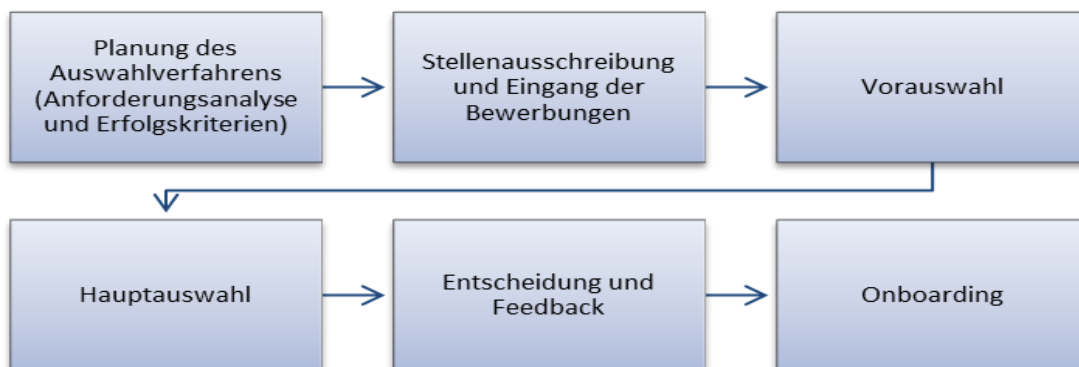 Planung des
Auswahlverfahrens
(Anforderungsanalyse
und Erfolgskriterien)
Stellenausschreibung
und Eingang der
Bewerbungen
Vorauswahl
Hauptauswahl
Entscheidung und
Feedback
Onboarding